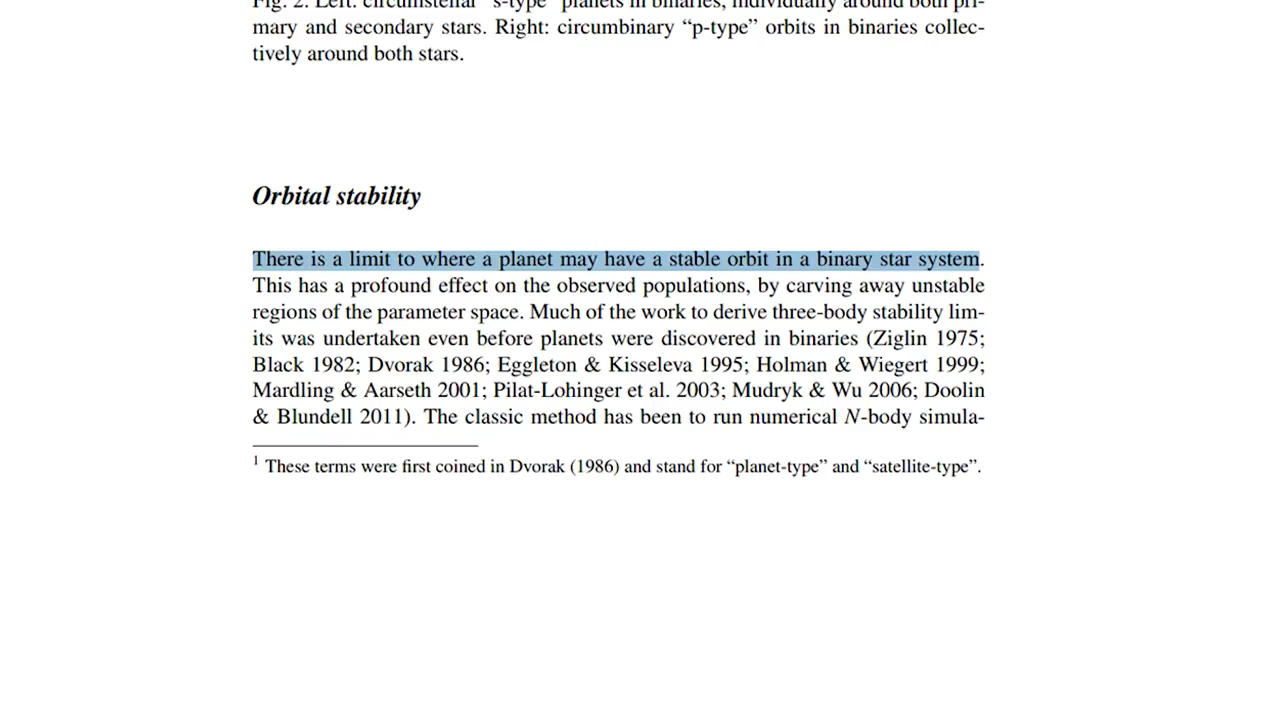 Fig. 2. Left: circumstellar “s-type” planets in binaries, individually around both pri-
mary and secondary stars. Right: circumbinary “p-type” orbits in binaries collec-
tively around both stars.
Orbital stability
There is a limit to where a planet may have a stable orbit in a binary star system.
This has a profound effect on the observed populations, by carving away unstable
regions of the parameter space. Much of the work to derive three-body stability lim-
its was undertaken even before planets were discovered in binaries (Ziglin 1975;
Black 1982; Dvorak 1986; Eggleton & Kisseleva 1995; Holman & Wiegert 1999;
Mardling & Aarseth 2001; Pilat-Lohinger et al. 2003; Mudryk & Wu 2006; Doolin
& Blundell 2011). The classic method has been to run numerical N-body simula-
1 These terms were first coined in Dvorak (1986) and stand for “planet-type” and “satellite-type”.